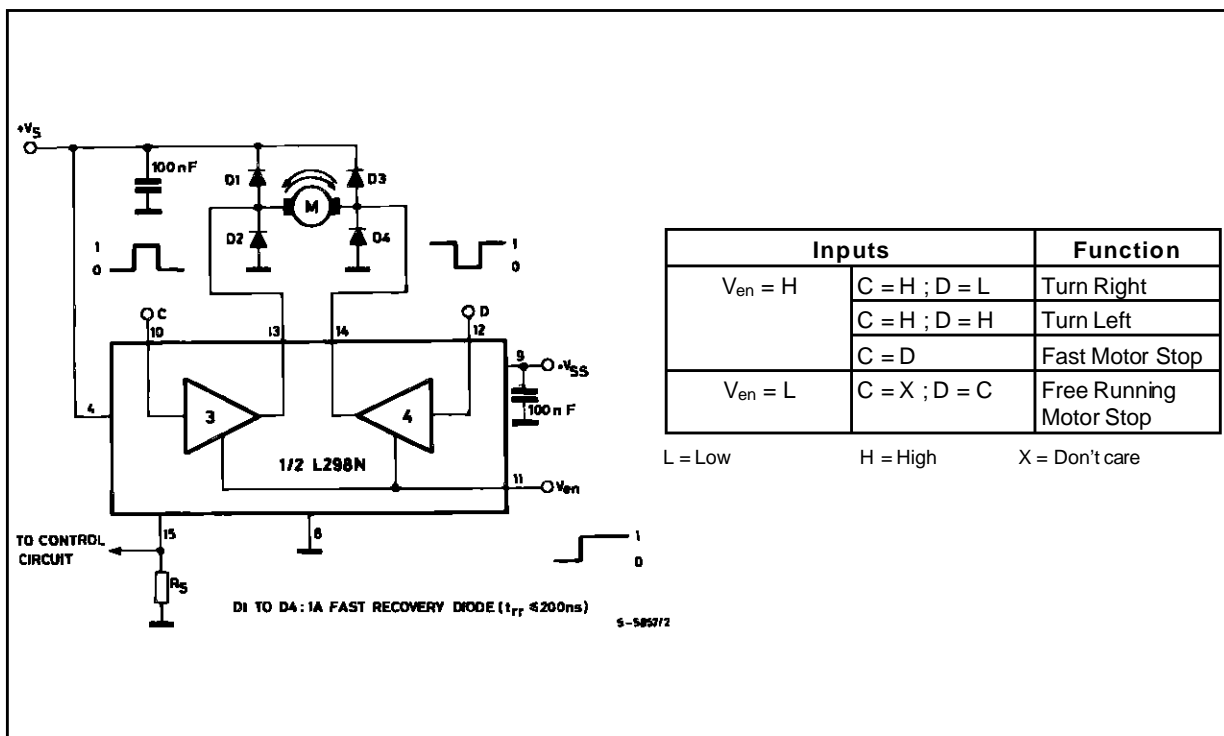 +VS
100nF
D1
D3
M
D2
D4
1
0
1
0
C
D
10
13
14
12
9
+VSS
100nF
4
3
4
1/2 L298N
11
Ven
15
8
TO CONTROL
CIRCUIT
RS
1
0
D1 TO D4 : 1A FAST RECOVERY DIODE (trr ≤ 200ns)
S-5857/2
Inputs Function
Ven = H C = H ; D = L Turn Right
C = H ; D = H Turn Left
C = D Fast Motor Stop
Ven = L C = X ; D = C Free Running
Motor Stop
L = Low H = High X = Don't care